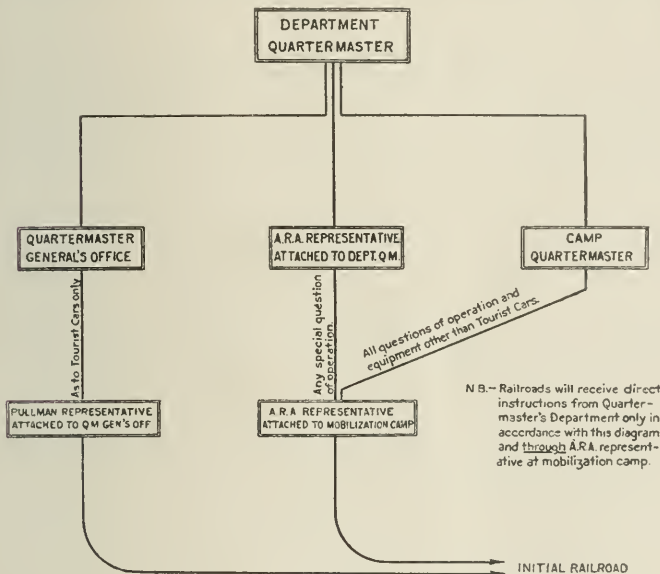 DEPARTMENT
QUARTERMASTER
QUARTERMASTER
GENERAL'S OFFICE
A.R.A. REPRESENTATIVE
ATTACHED TO DEPT. Q.M.
CAMP
QUARTERMASTER
As to Tourist Cars only
Any special question
of operation.
All questions of operation and
equipment other than Tourist Cars.
PULLMAN REPRESENTATIVE
ATTACHED TO Q M GEN'S OFF
A.R.A REPRESENTATIVE
ATTACHED TO MOBILIZATION CAMP
N B.- Railroads will receive direct
instructions from Quarter-
master's Department only in
accordance with this diagram
and through A.R.A. represent-
ative at mobilization camp.
INITIAL RAILROAD